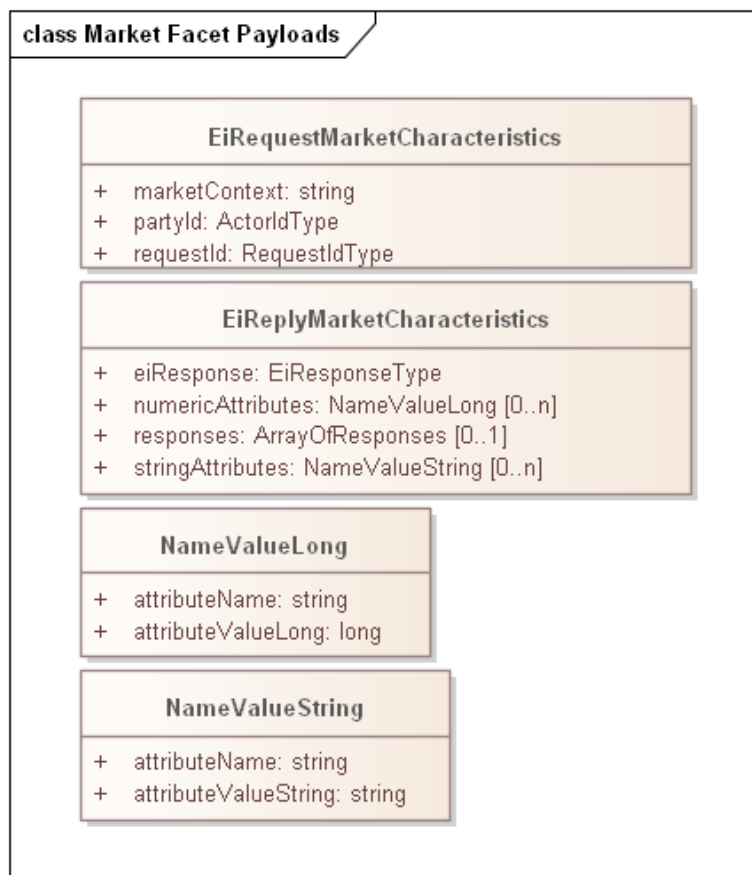 class Market Facet Payloads
EiRequestMarketCharacteristics
+ marketContext: string
+ partyId: ActorIdType
+ requestId: RequestIdType
EiReplyMarketCharacteristics
+ eiResponse: EiResponseType
+ numericAttributes: NameValueLong [0..n]
+ responses: ArrayOfResponses [0..1]
+ stringAttributes: NameValueString [0..n]
NameValueLong
+ attributeName: string
+ attributeValueLong: long
NameValueString
+ attributeName: string
+ attributeValueString: string